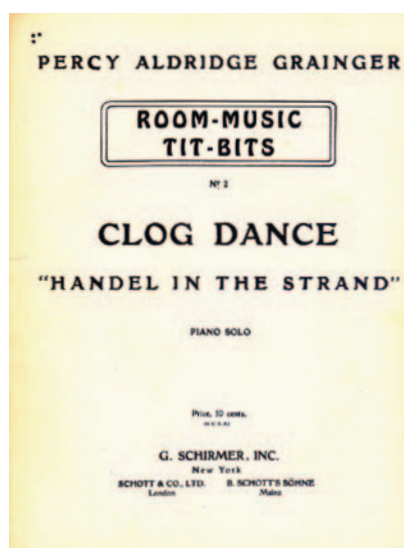 PERCY ALDRIDGE GRAINGER
ROOM-MUSIC
TIT-BITS
Nº 2
CLOG DANCE
"HANDEL IN THE STRAND"
PIANO SOLO
Price, 50 cents.
G. SCHIRMER, INC.
New York
SCHOTT & CO., LTD. B. SCHOTT'S SÖHNE
London Mainz